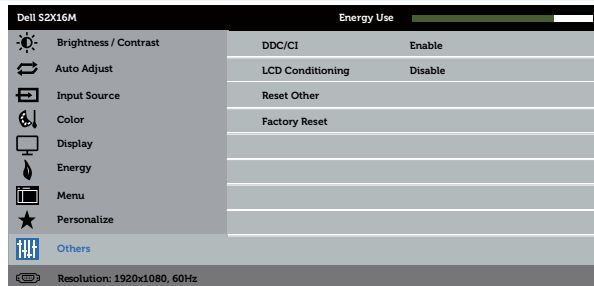 Dell S2X16M Energy Use
Brightness / Contrast DDC/CI Enable
Auto Adjust LCD Conditioning Disable
Input Source Reset Other
Color Factory Reset
Display
Energy
Menu
Personalize
Others
Resolution: 1920x1080, 60Hz